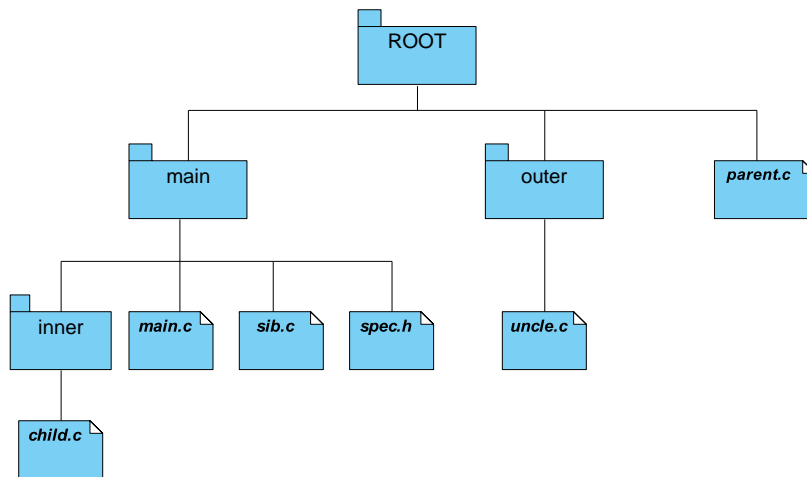 ROOT
main
outer
parent.c
inner
main.c
sib.c
spec.h
uncle.c
child.c